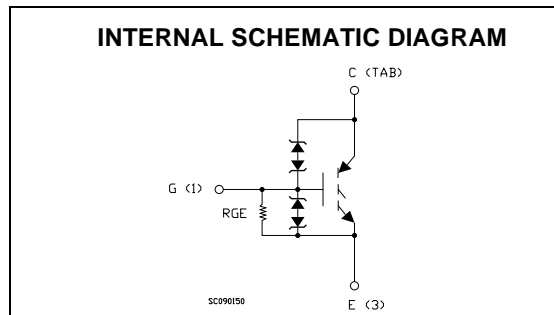 INTERNAL SCHEMATIC DIAGRAM
C (TAB)
G (1)
RGE
SC090150
E (3)